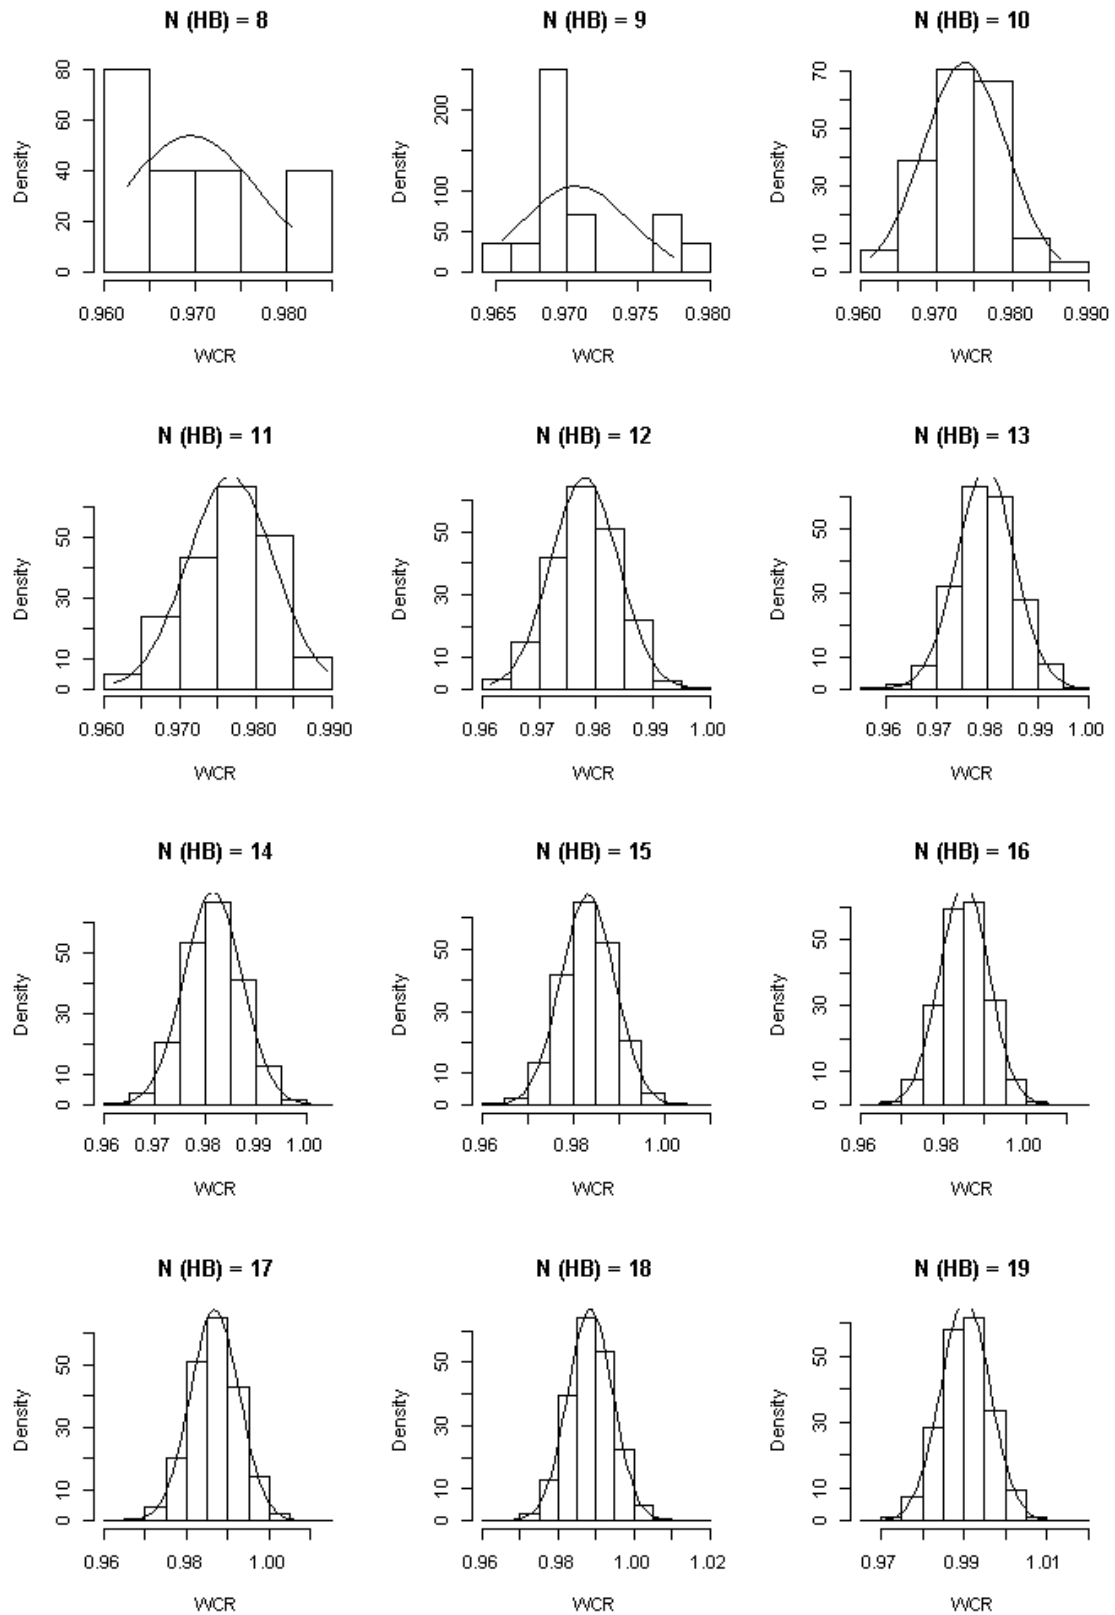 N (HB) = 8
Density
0 20 40 60 80
0.960 0.970 0.980
WCR
N (HB) = 9
Density
0 50 100 200
0.965 0.970 0.975 0.980
WCR
N (HB) = 10
Density
0 10 30 50 70
0.960 0.970 0.980 0.990
WCR
N (HB) = 11
Density
0 10 30 50
0.960 0.970 0.980 0.990
WCR
N (HB) = 12
Density
0 10 30 50
0.96 0.97 0.98 0.99 1.00
WCR
N (HB) = 13
Density
0 10 30 50
0.96 0.97 0.98 0.99 1.00
WCR
N (HB) = 14
Density
0 10 30 50
0.96 0.97 0.98 0.99 1.00
WCR
N (HB) = 15
Density
0 10 30 50
0.96 0.98 1.00
WCR
N (HB) = 16
Density
0 10 30 50
0.96 0.98 1.00
WCR
N (HB) = 17
Density
0 10 30 50
0.96 0.98 1.00
WCR
N (HB) = 18
Density
0 10 30 50
0.96 0.98 1.00 1.02
WCR
N (HB) = 19
Density
0 10 30 50
0.97 0.99 1.01
WCR